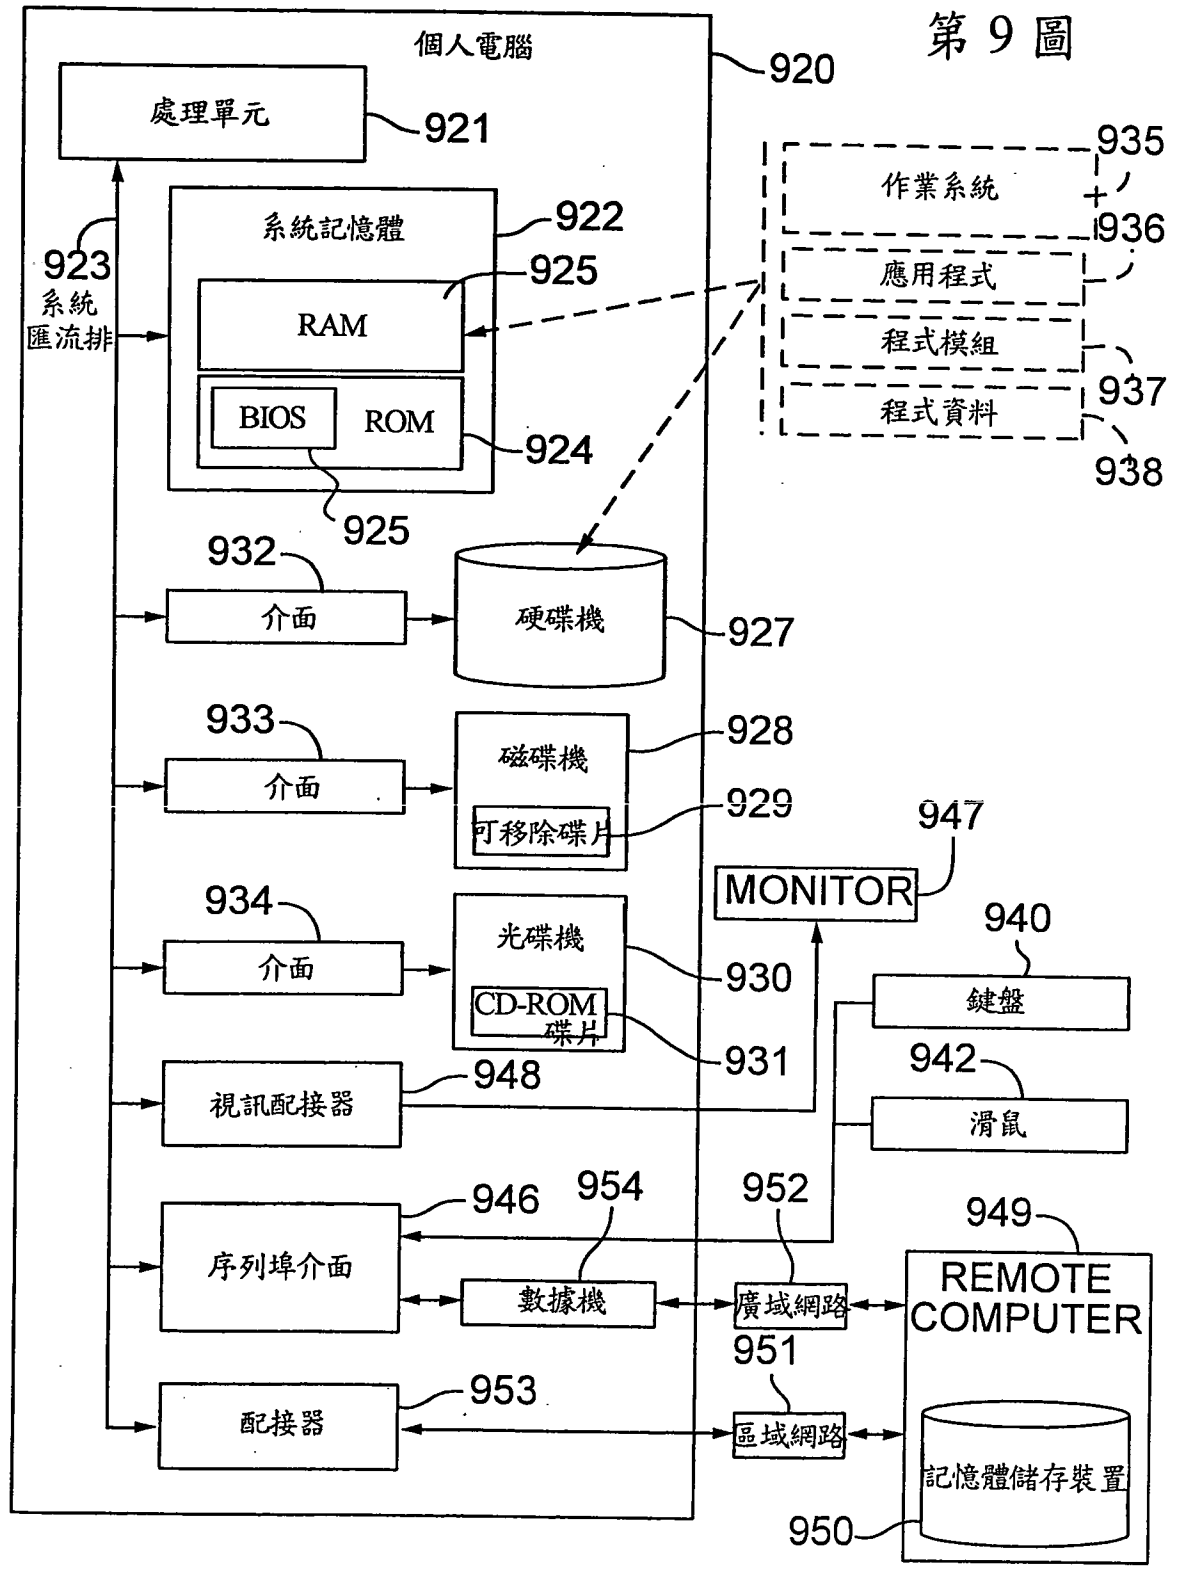 第 9 圖
個人電腦
920
處理單元
921
935
作業系統
系統記憶體
922
936
923
925
應用程式
系統
匯流排
RAM
程式模組
937
BIOS
ROM
924
程式資料
938
925
932
介面
硬碟機
927
933
928
介面
磁碟機
929
可移除碟片
947
MONITOR
934
940
介面
光碟機
930
鍵盤
CD-ROM
碟片
931
942
948
視訊配接器
滑鼠
946
954
952
949
序列埠介面
數據機
廣域網路
REMOTE
COMPUTER
951
953
配接器
區域網路
記憶體儲存裝置
950